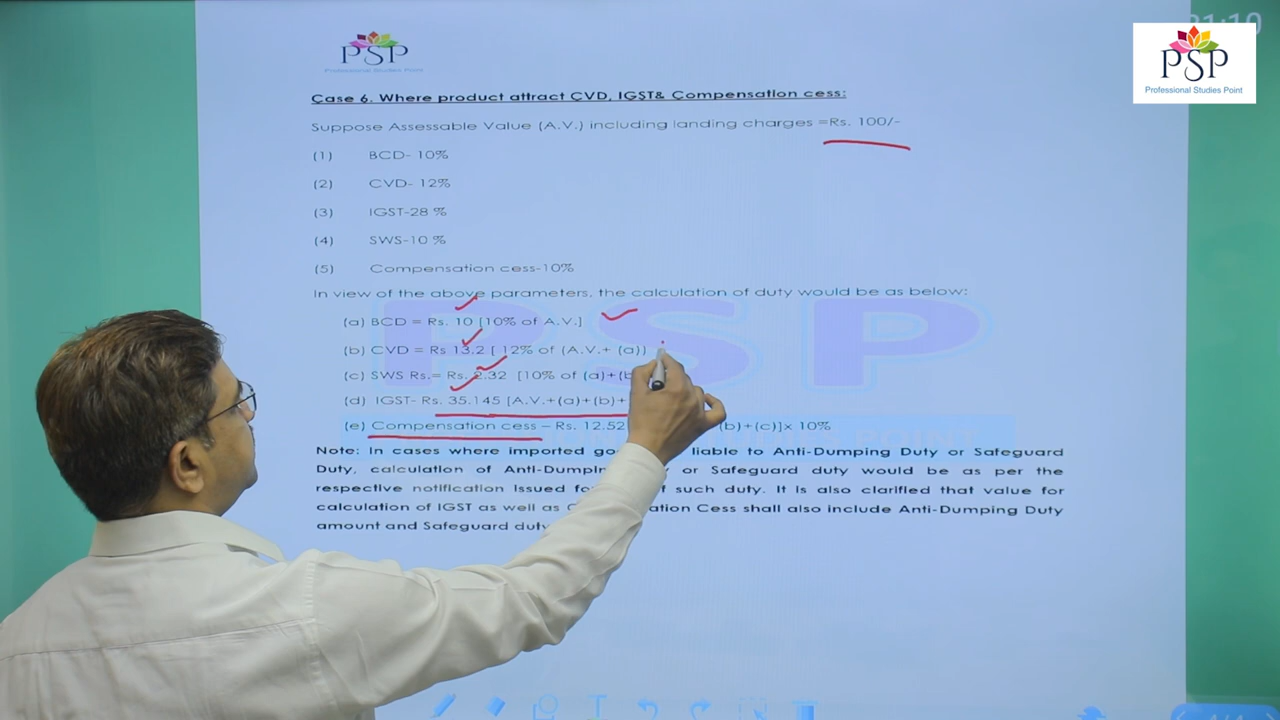 PSP
Professional Studies Point
PSP
Professional Studies Point
Case 6. Where product attract CVD, IGST& Compensation cess:
Suppose Assessable Value (A.V.) including landing charges =Rs. 100/-
(1) BCD- 10%
(2) CVD- 12%
(3) IGST-28 %
(4) SWS-10 %
(5) Compensation cess-10%
In view of the above parameters, the calculation of duty would be as below:
(a) BCD = Rs. 10 [10% of A.V.]
(b) CVD = Rs 13.2 [ 12% of (A.V.+ (a))
(c) SWS Rs.= Rs. 2.32 [10% of (a)+(b
(d) IGST- Rs. 35.145 [A.V.+(a)+(b)+
(e) Compensation cess – Rs. 12.52 (b)+(c)]x 10%
Note: In cases where imported liable to Anti-Dumping Duty or Safeguard
Duty, calculation of Anti-Dumping or Safeguard duty would be as per the
respective notification issued such duty. It is also clarified that value for
calculation of IGST as well as Cess shall also include Anti-Dumping Duty
amount and Safeguard duty
PSP